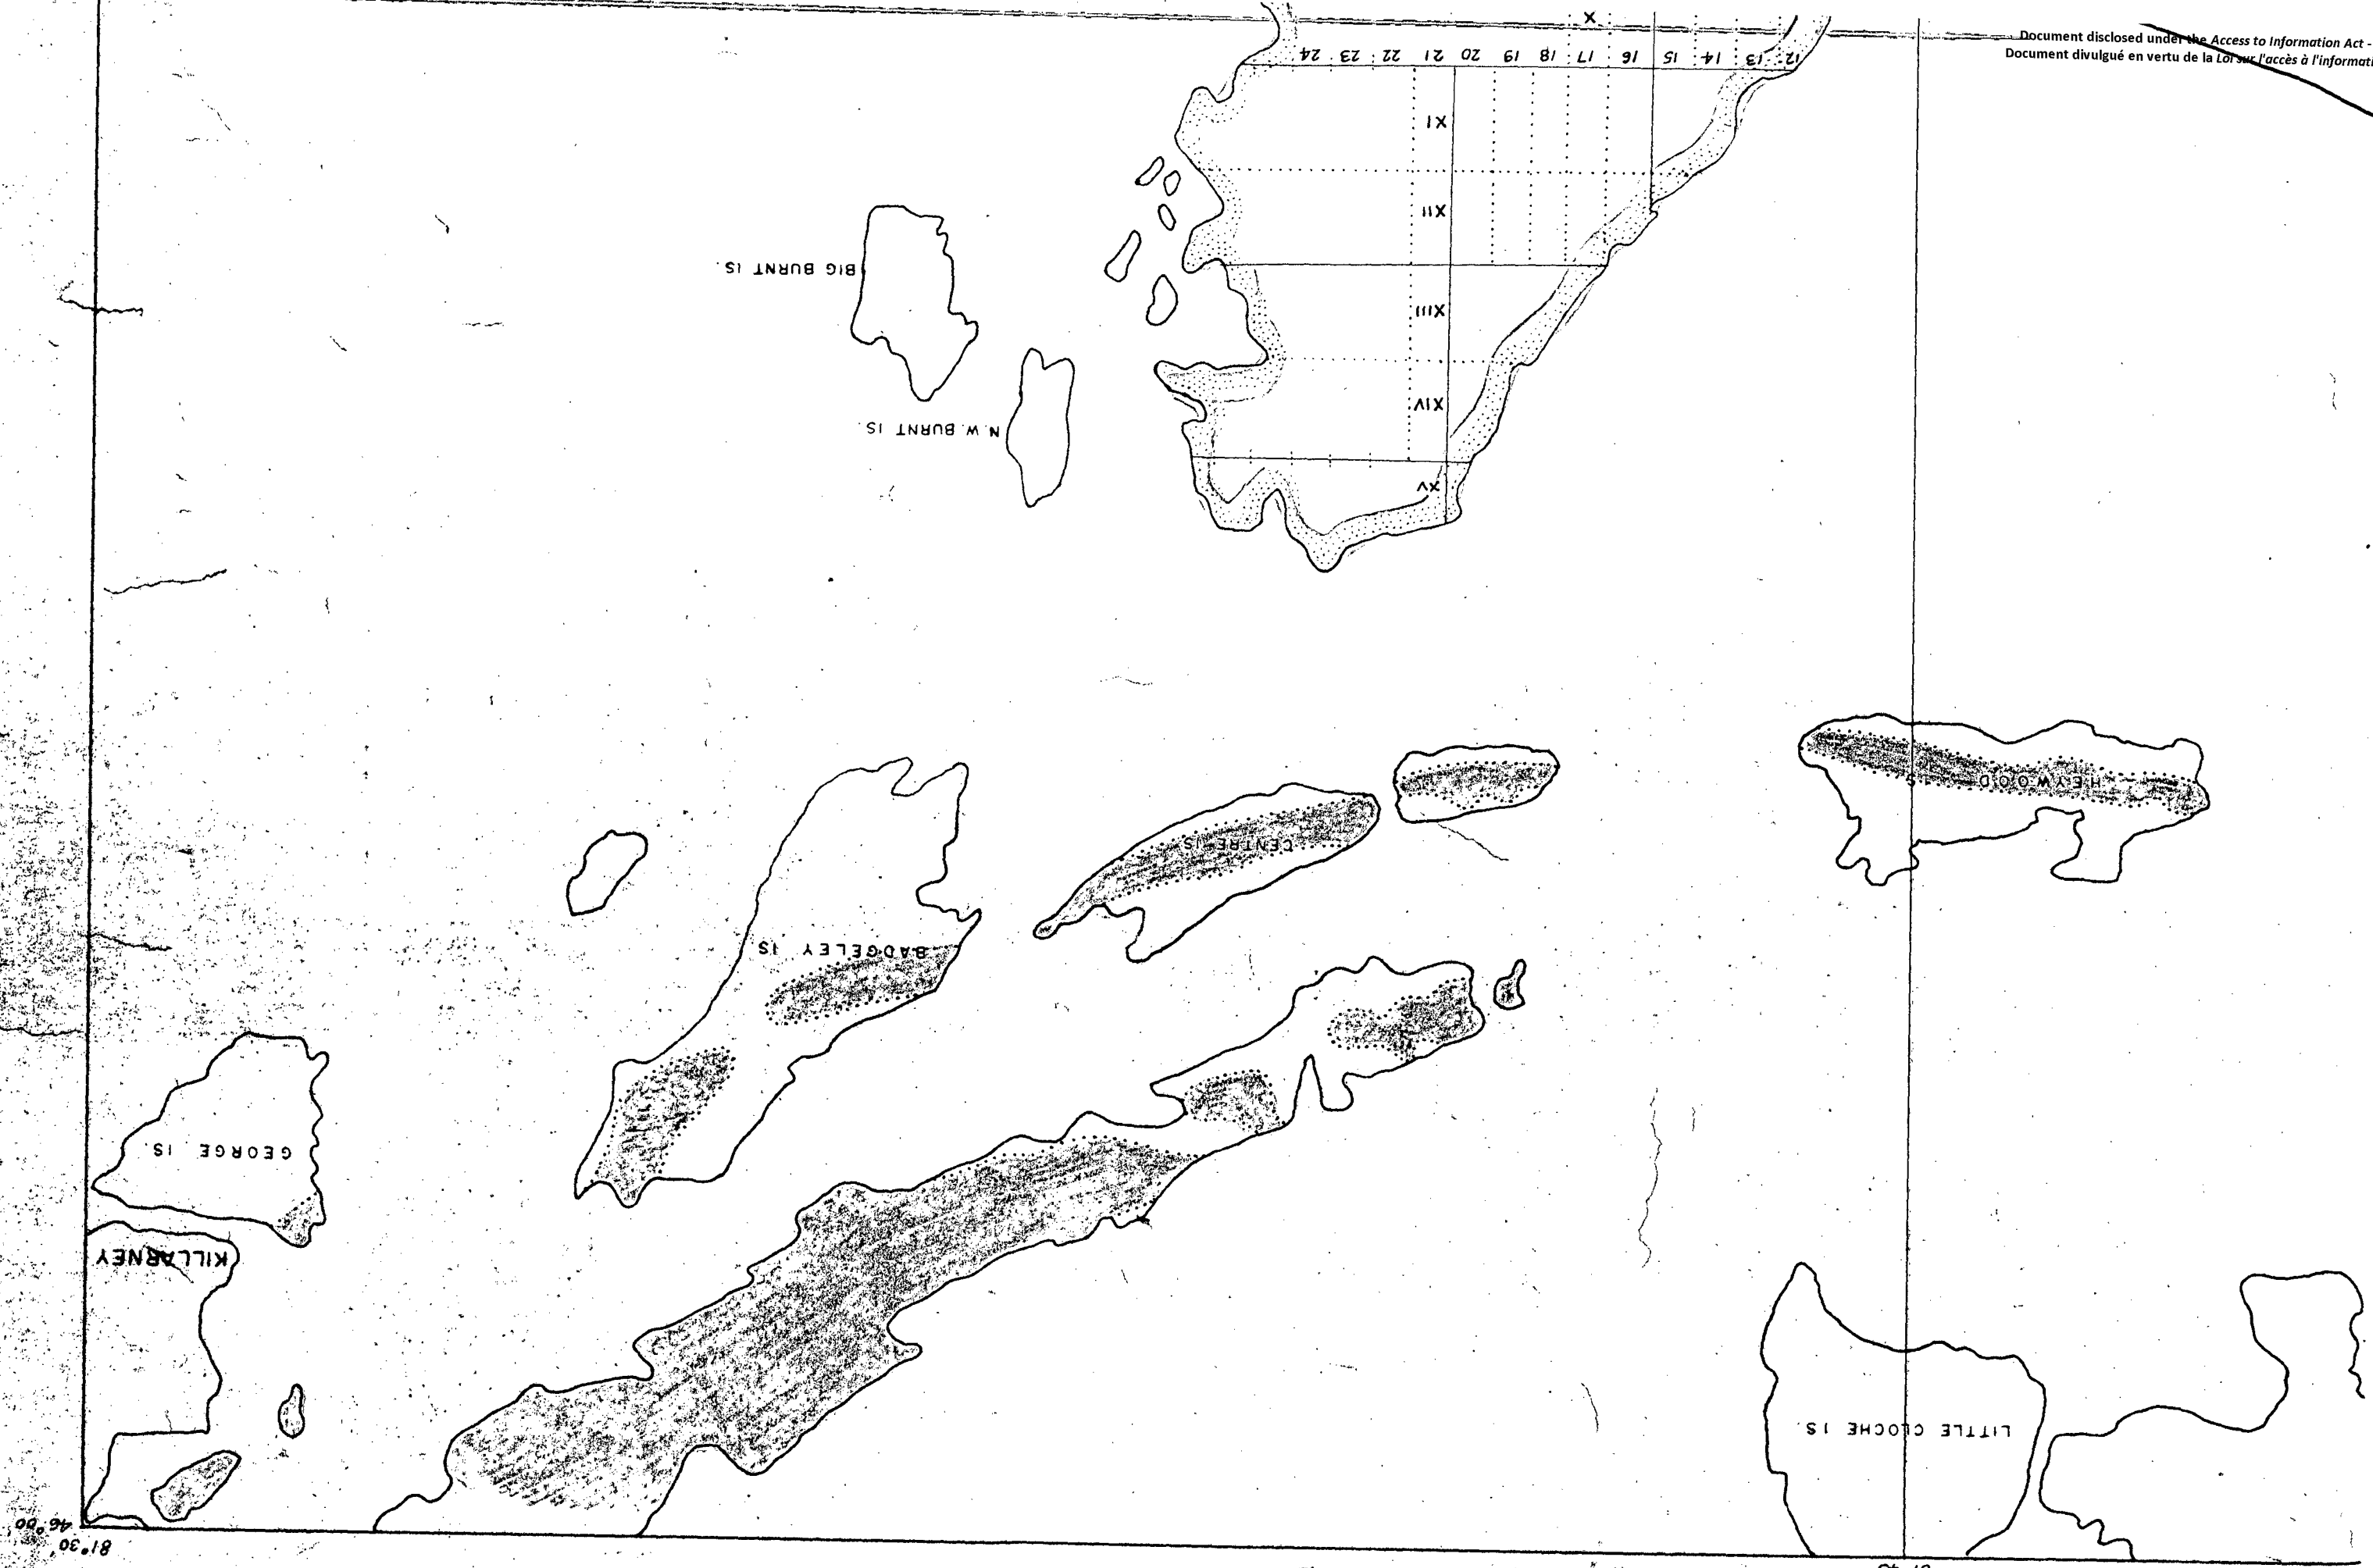 Document disclosed under the Access to Information Act -
Document divulgué en vertu de la Loi sur l'accès à l'informati
81°30'
46°00'
LITTLE CLOCHE IS.
KILLARNEY
GEORGE IS.
BADGELEY IS.
CENTRE IS.
HEYWOOD IS
XV
N.W. BURNT IS.
XIV
XIII
BIG BURNT IS.
XII
XI
12 13 14 15 16 17 18 19 20 21 22 23 24
X